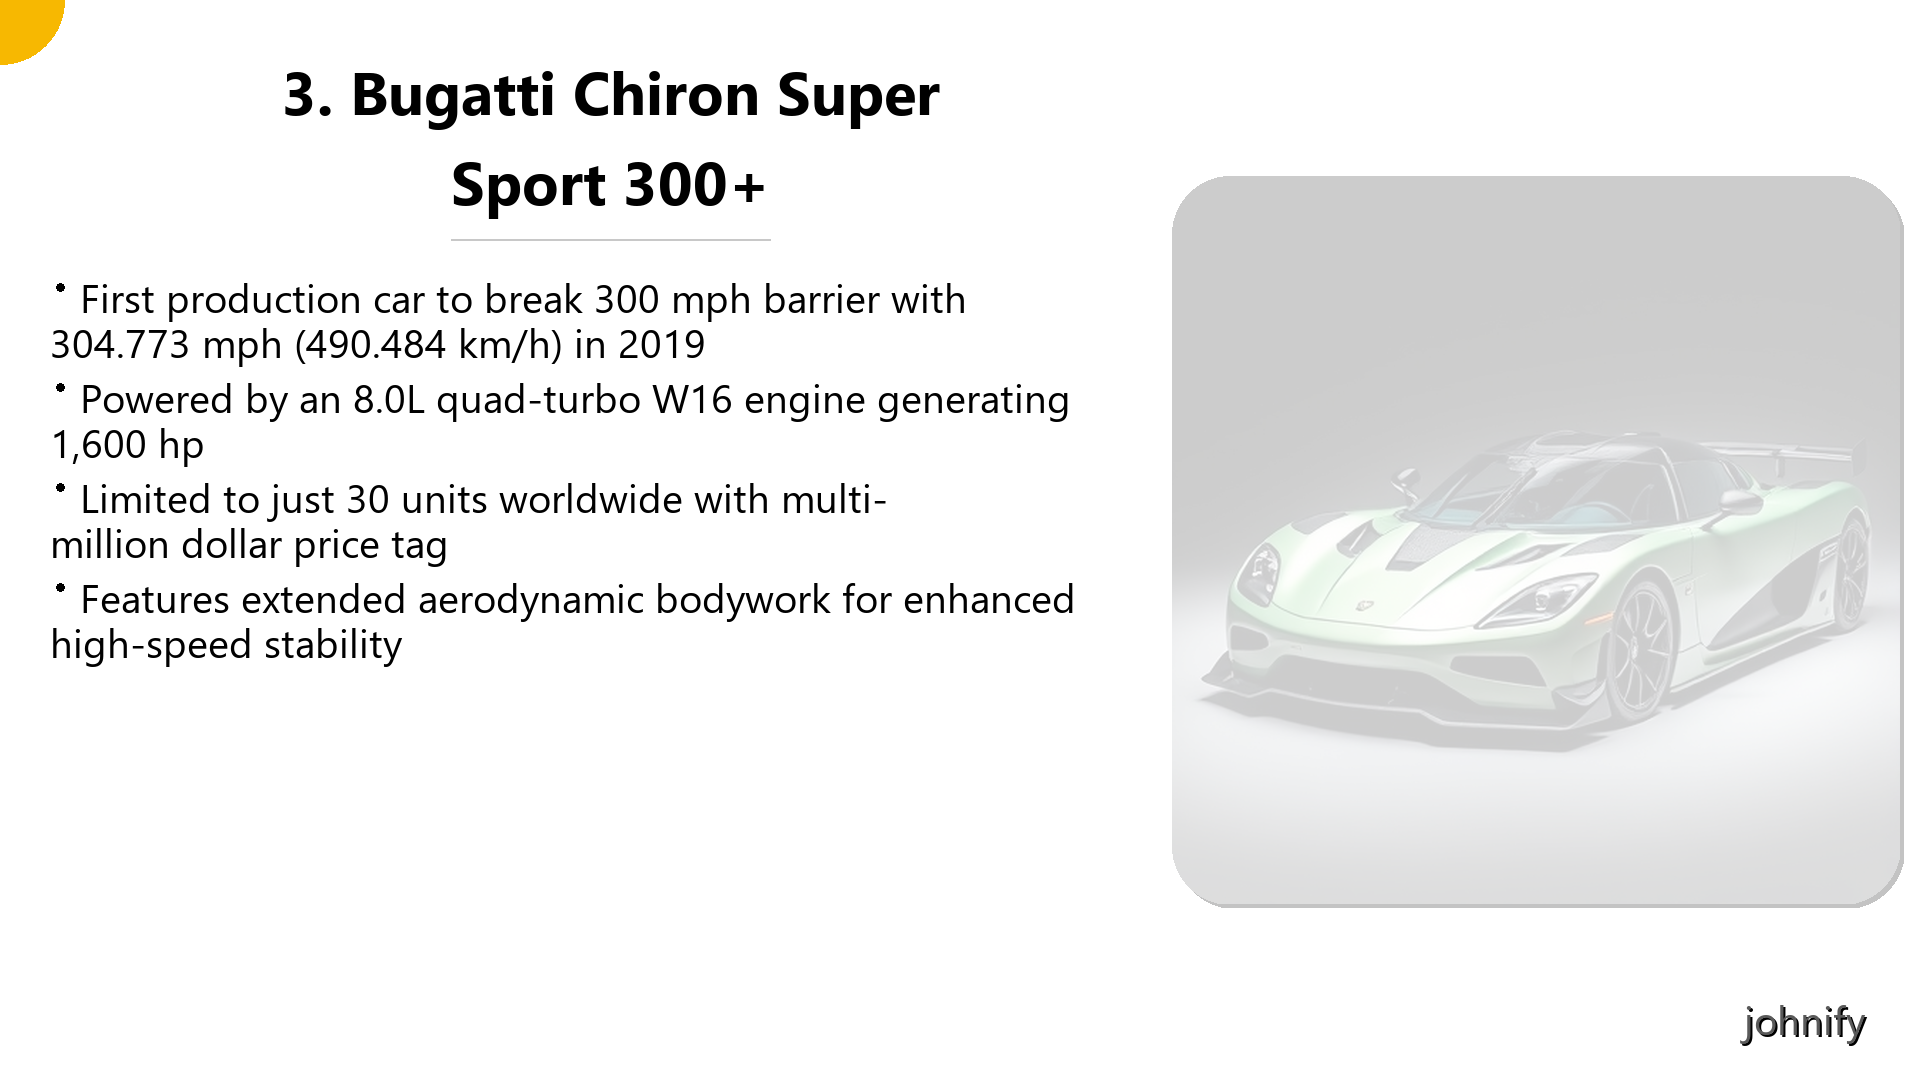 3. Bugatti Chiron Super
Sport 300+
• First production car to break 300 mph barrier with
304.773 mph (490.484 km/h) in 2019
• Powered by an 8.0L quad-turbo W16 engine generating
1,600 hp
• Limited to just 30 units worldwide with multi-
million dollar price tag
• Features extended aerodynamic bodywork for enhanced
high-speed stability
johnify